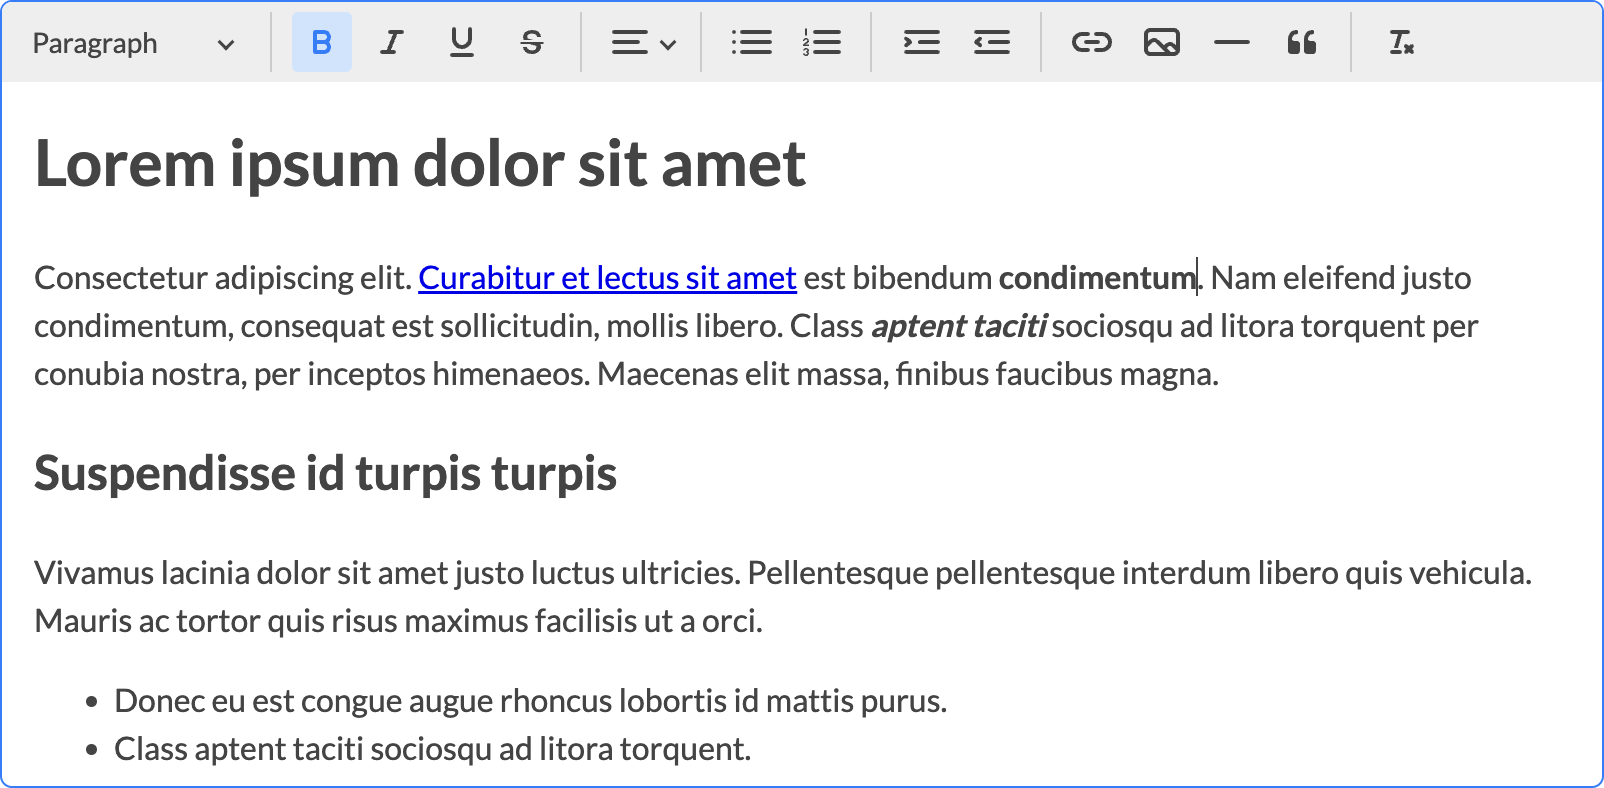 Paragraph
Lorem ipsum dolor sit amet
Consectetur adipiscing elit. Curabitur et lectus sit amet est bibendum condimentum. Nam eleifend justo
condimentum, consequat est sollicitudin, mollis libero. Class aptent taciti sociosqu ad litora torquent per
conubia nostra, per inceptos himenaeos. Maecenas elit massa, finibus faucibus magna.
Suspendisse id turpis turpis
Vivamus lacinia dolor sit amet justo luctus ultricies. Pellentesque pellentesque interdum libero quis vehicula.
Mauris ac tortor quis risus maximus facilisis ut a orci.
• Donec eu est congue augue rhoncus lobortis id mattis purus.
• Class aptent taciti sociosqu ad litora torquent.